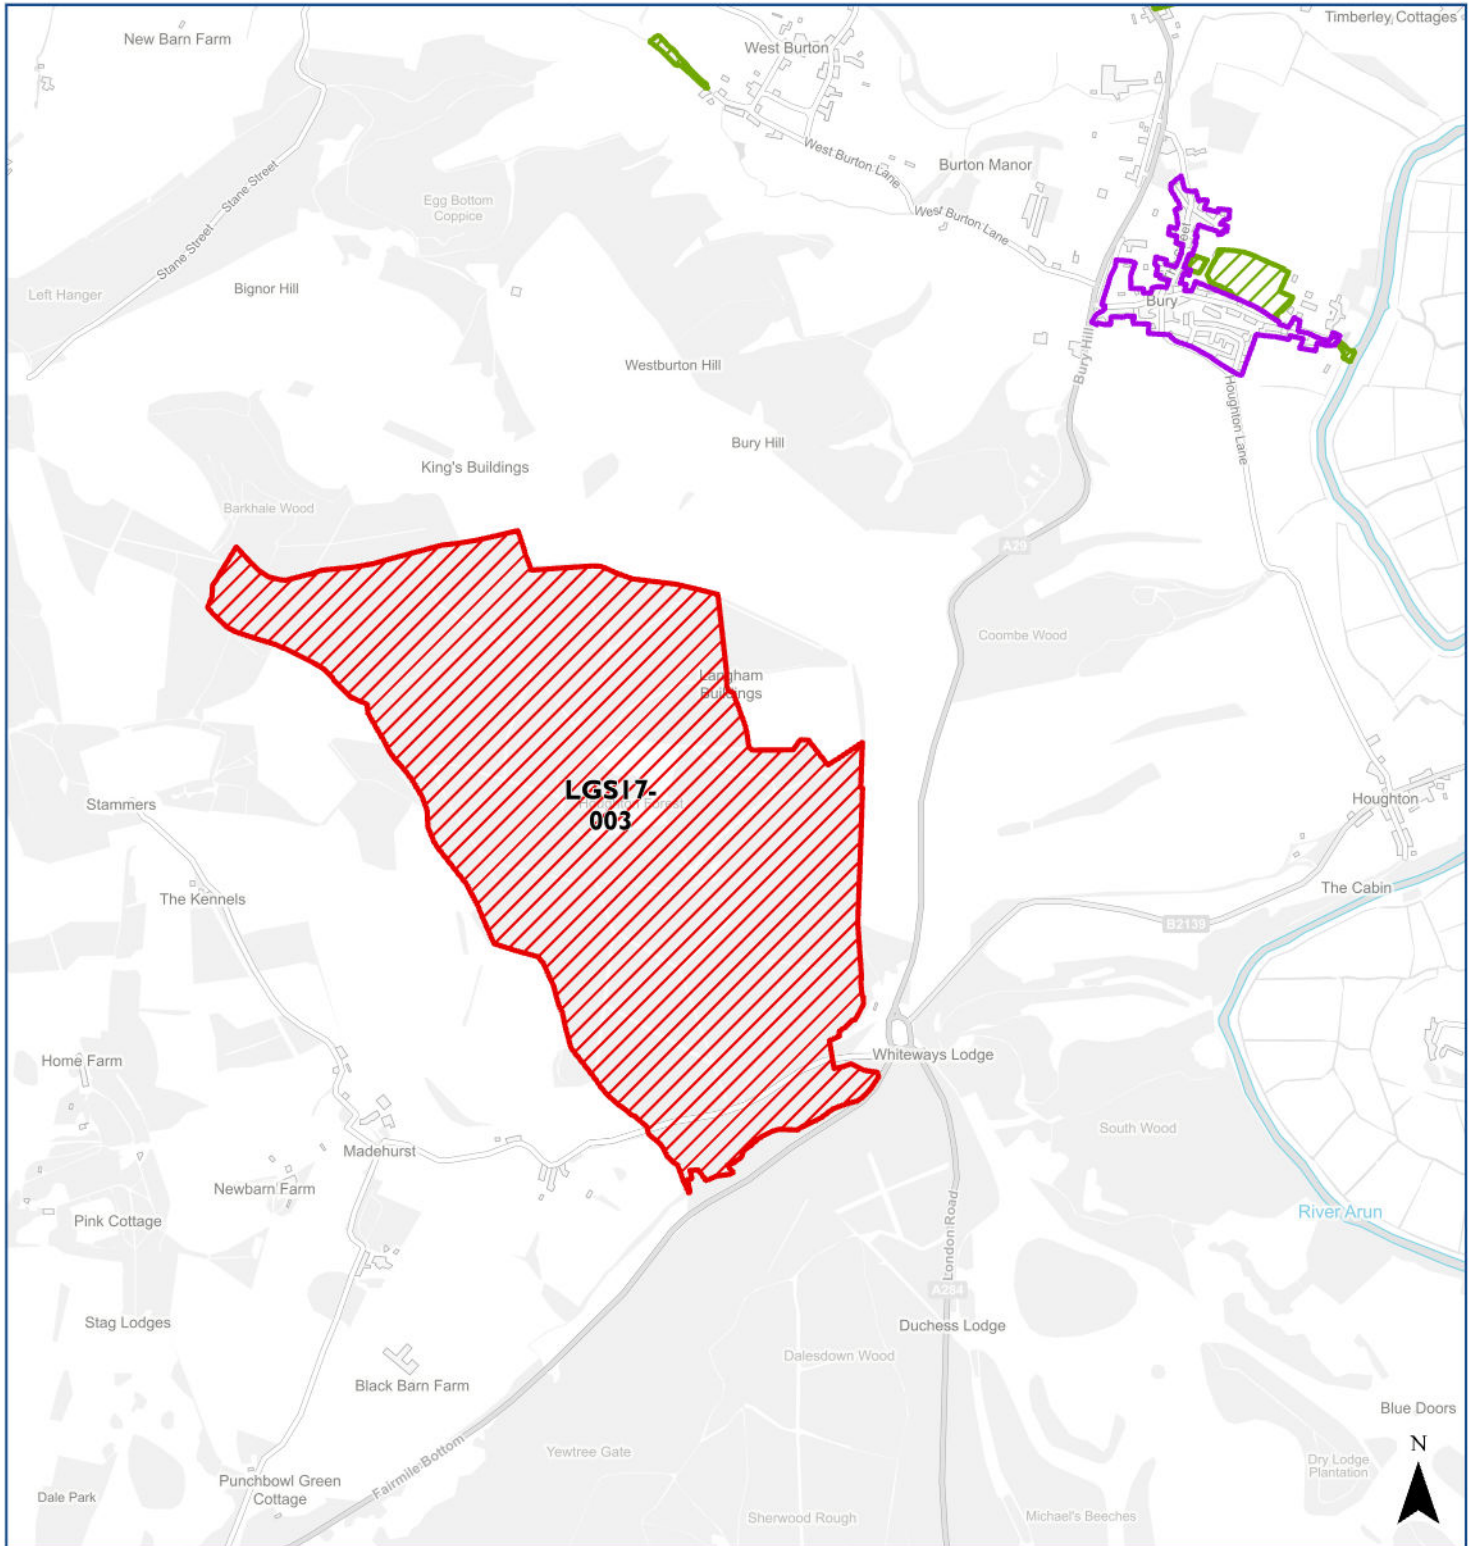 Timberley Cottages
New Barn Farm
West Burton
West Burton Lane
Burton Manor
Stane Street
Egg Bottom
Coppice
West Burton Lane
Stane Street
Left Hanger
Bignor Hill
Bury
Westburton Hill
Bury Hill
Houghton Lane
Bury Hill
King's Buildings
Barkhale Wood
A29
Coombe Wood
Langham
Buildings
LGS17-
003
Houghton Forest
Stammers
Houghton
The Cabin
The Kennels
B2139
Whiteways Lodge
Home Farm
South Wood
Madehurst
Newbarn Farm
Pink Cottage
River Arun
London Road
A284
Stag Lodges
Duchess Lodge
Dalesdown Wood
Black Barn Farm
Blue Doors
N
Yewtree Gate
Fairmile Bottom
Dry Lodge
Plantation
Punchbowl Green
Cottage
Dale Park
Sherwood Rough
Michael's Beeches